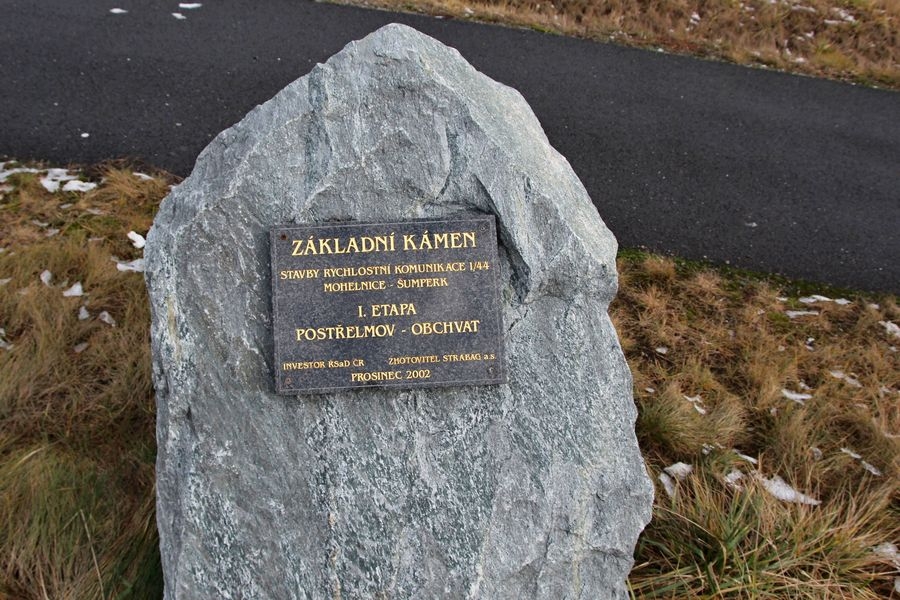 ZÁKLADNÍ KÁMEN
STAVBY RYCHLOSTNÍ KOMUNIKACE I/44
MOHELNICE - ŠUMPERK
I. ETAPA
POSTŘELMOV - OBCHVAT
INVESTOR ŘSaD ČR ZHOTOVITEL STRABAG a.s.
PROSINEC 2002